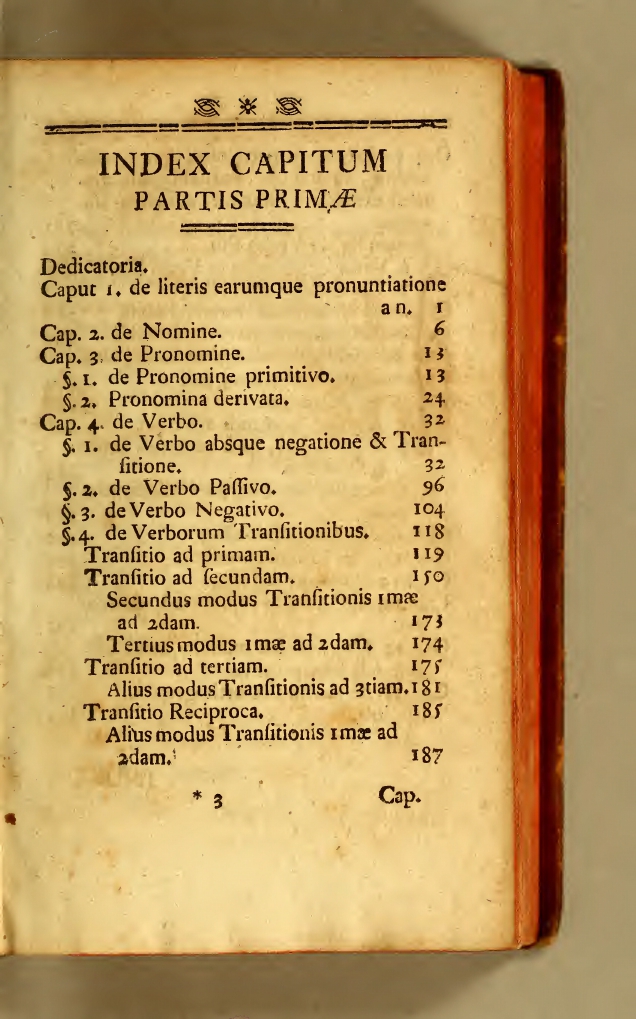 INDEX CAPITUM
PARTIS PRIMÆ
Dedicatoria.
Caput 1. de literis earumque pronuntiatione
an. 1
Cap. 2. de Nomine. 6
Cap. 3. de Pronomine. 13
§. 1. de Pronomine primitivo. 13
§. 2. Pronomina derivata. 24
Cap. 4. de Verbo. 32
§. 1. de Verbo absque negatione & Tran-
ſitione. 32
§. 2. de Verbo Paſſivo. 96
§. 3. de Verbo Negativo. 104
§. 4. de Verborum Tranſitionibus. 118
Tranſitio ad primam. 119
Tranſitio ad ſecundam. 150
Secundus modus Tranſitionis 1mæ
ad 2dam. 173
Tertius modus 1mæ ad 2dam. 174
Tranſitio ad tertiam. 175
Alius modus Tranſitionis ad 3tiam. 181
Tranſitio Reciproca. 185
Alius modus Tranſitionis 1mæ ad
2dam. 187
* 3 Cap.